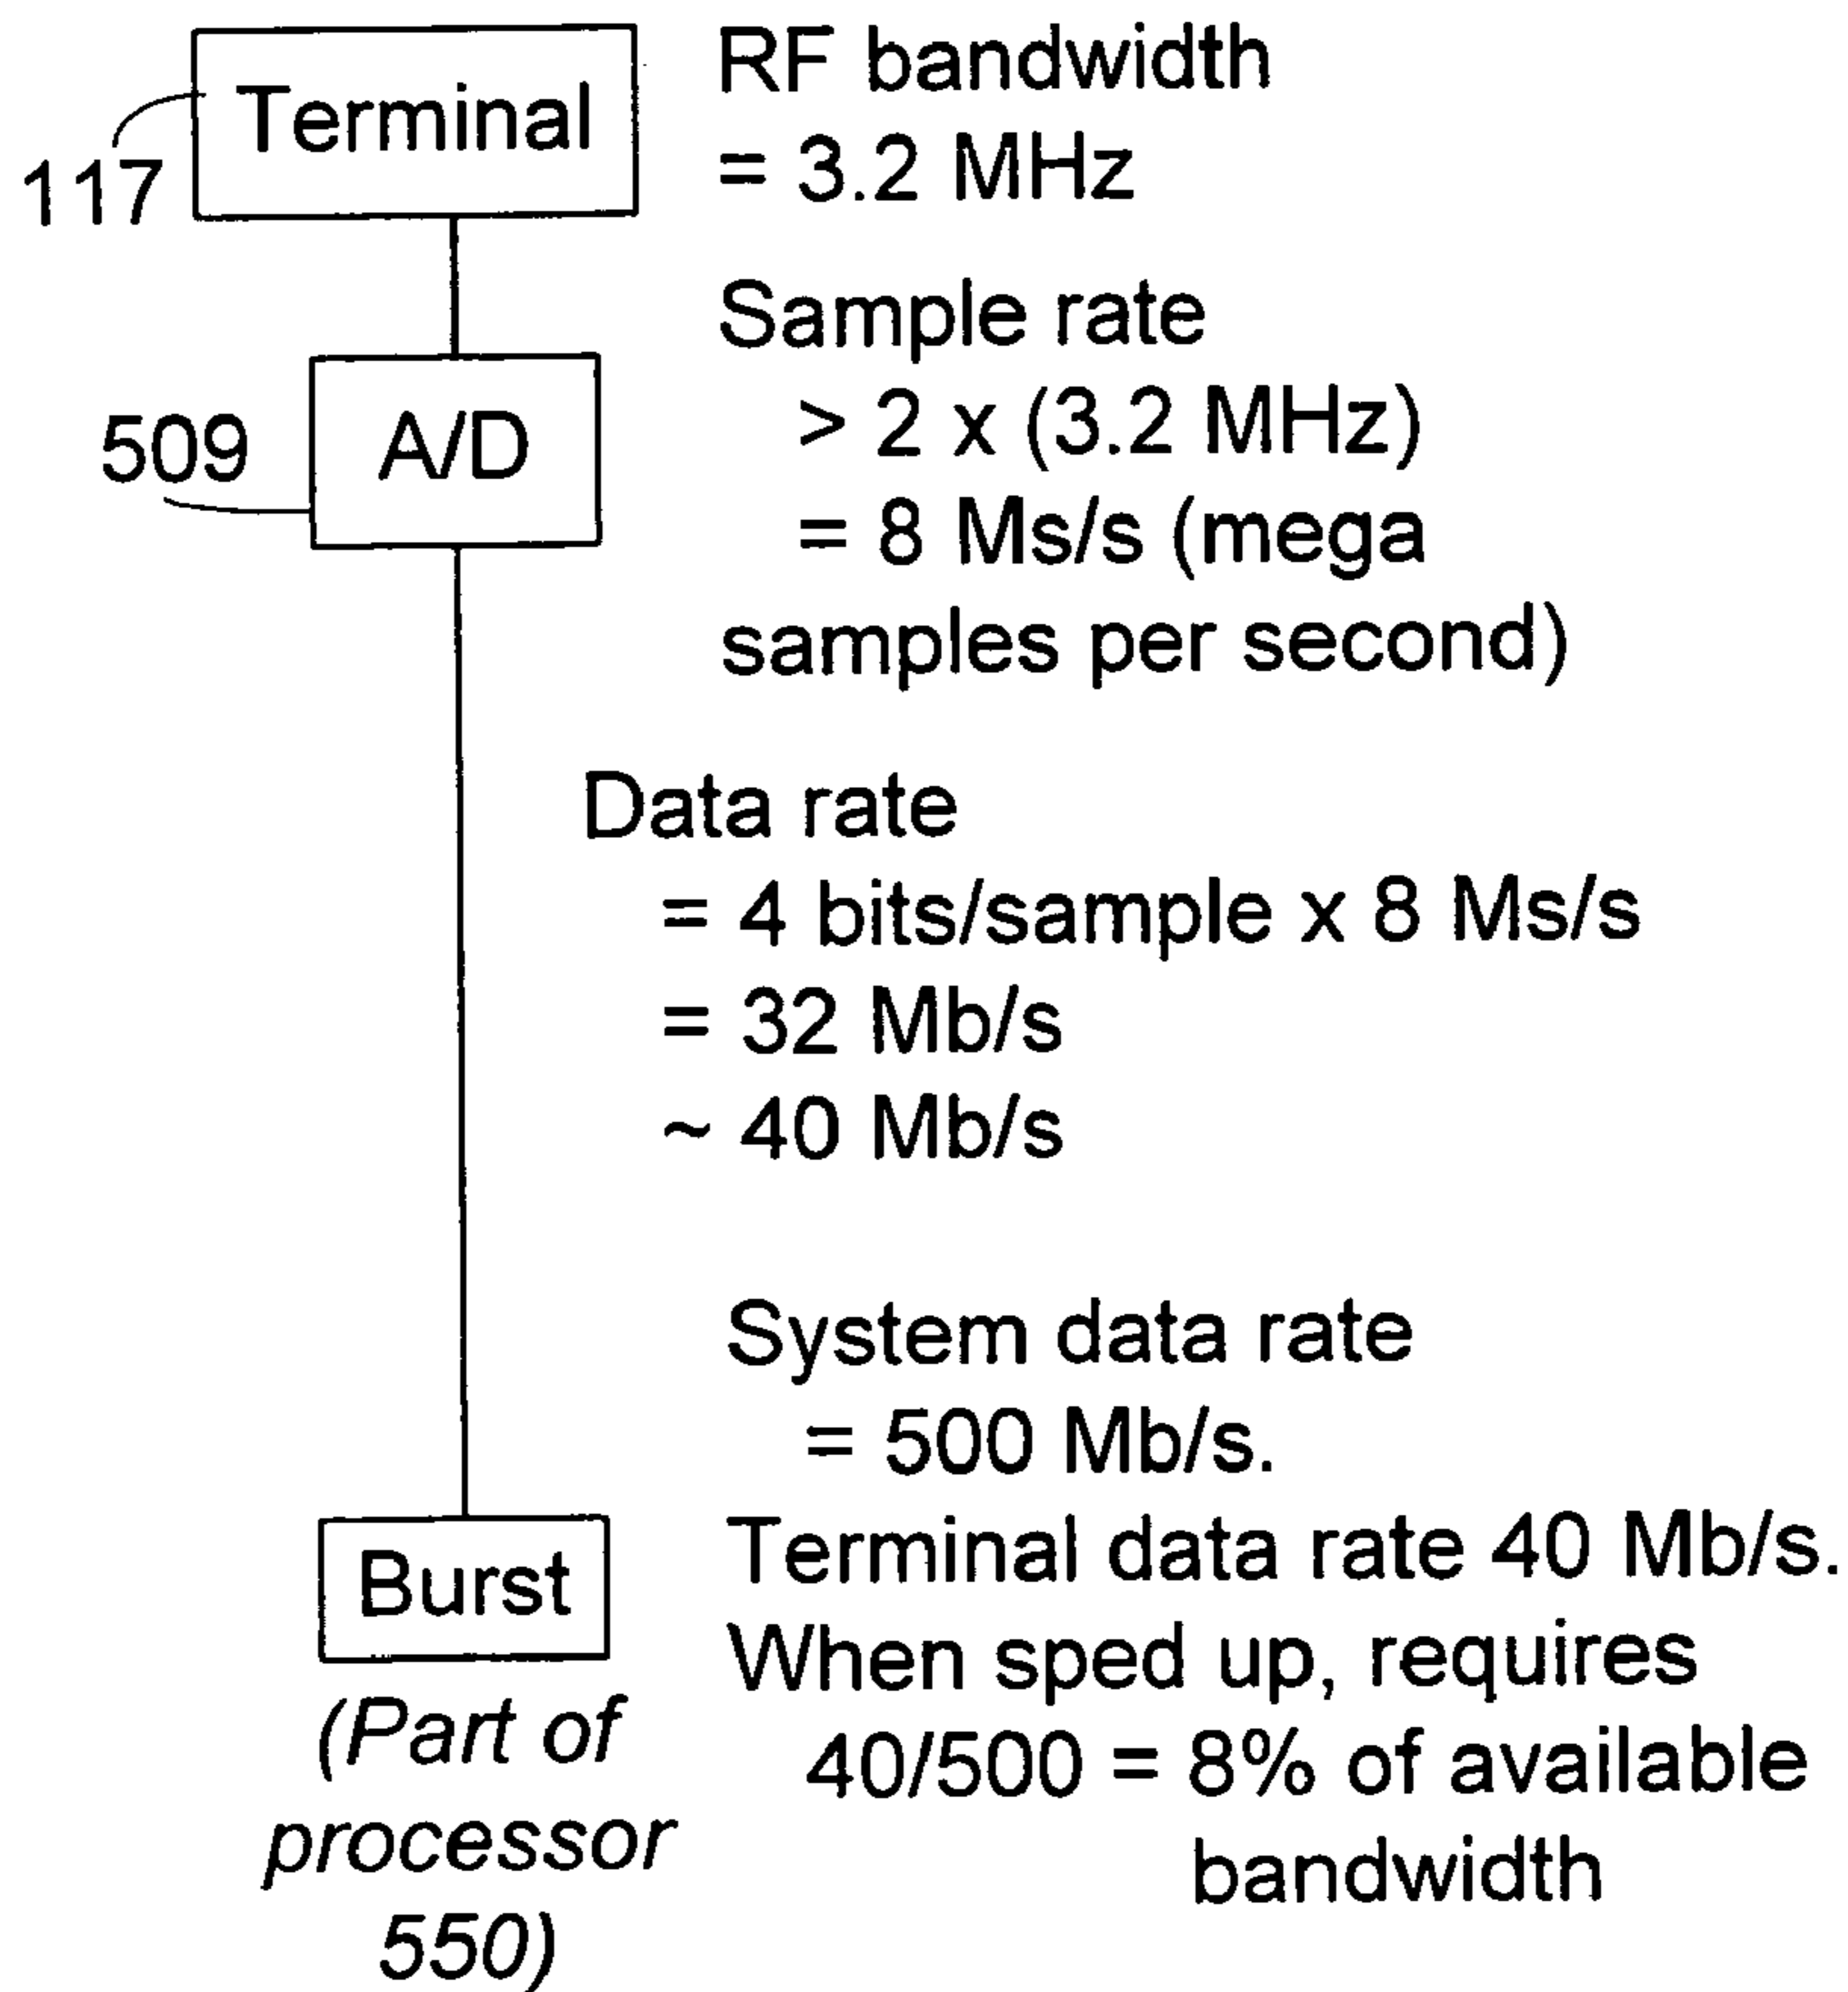 Terminal
117
RF bandwidth
= 3.2 MHz
A/D
509
Sample rate
> 2 x (3.2 MHz)
= 8 Ms/s (mega
samples per second)
Data rate
= 4 bits/sample x 8 Ms/s
= 32 Mb/s
~ 40 Mb/s
System data rate
= 500 Mb/s.
Burst
(Part of
processor
550)
Terminal data rate 40 Mb/s.
When sped up, requires
40/500 = 8% of available
bandwidth